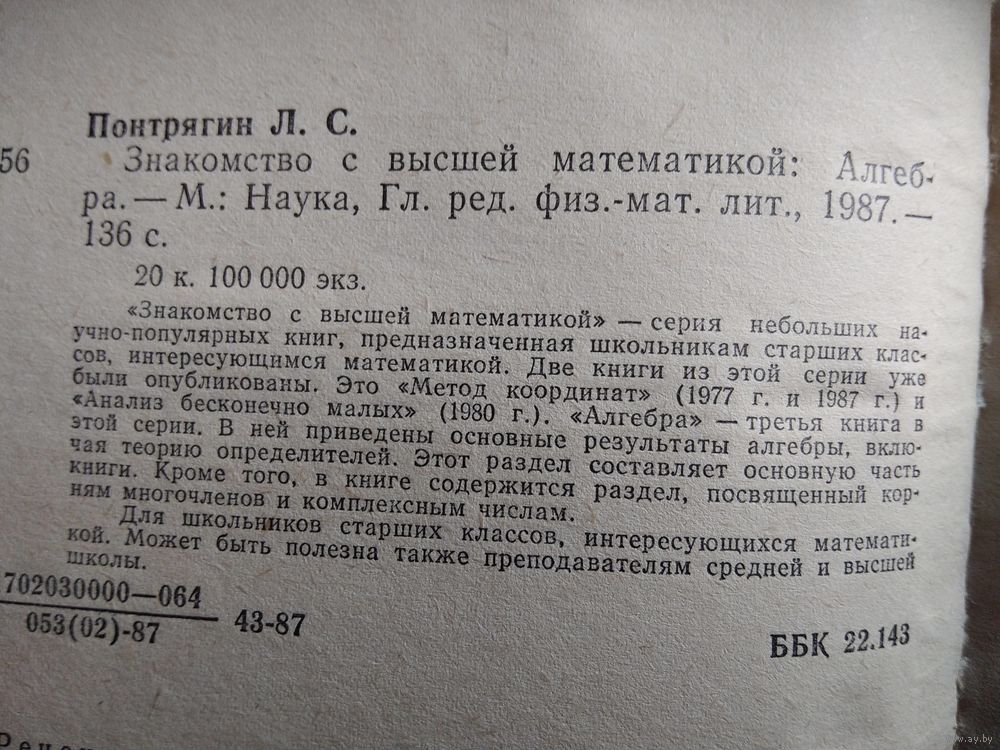 Понтрягин Л. С.
56 Знакомство с высшей математикой: Алгеб-
ра. — М.: Наука, Гл. ред. физ.-мат. лит., 1987. —
136 с.
20 к. 100 000 экз.
«Знакомство с высшей математикой» — серия небольших на-
учно-популярных книг, предназначенная школьникам старших клас-
сов, интересующимся математикой. Две книги из этой серии уже
были опубликованы. Это «Метод координат» (1977 г. и 1987 г.) и
«Анализ бесконечно малых» (1980 г.). «Алгебра» — третья книга в
этой серии. В ней приведены основные результаты алгебры, вклю-
чая теорию определителей. Этот раздел составляет основную часть
книги. Кроме того, в книге содержится раздел, посвященный кор-
ням многочленов и комплексным числам.
Для школьников старших классов, интересующихся математи-
кой. Может быть полезна также преподавателям средней и высшей
школы.
702030000—064
053(02)-87
43-87
ББК 22.143
www.ay.by